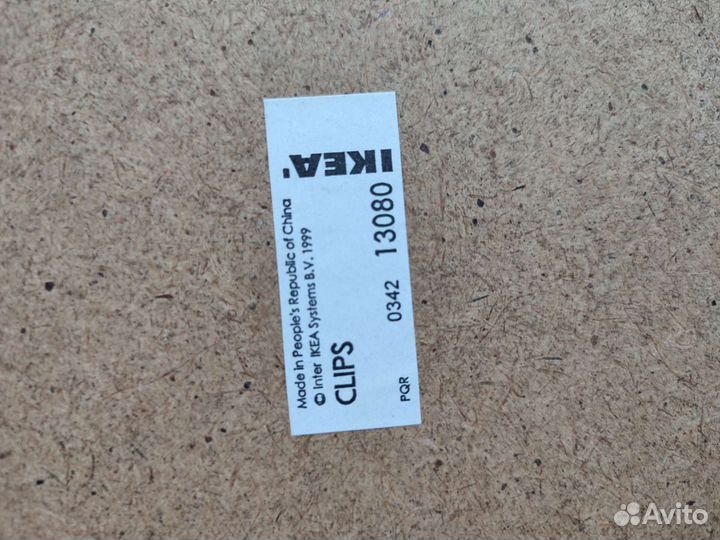 Made in People's Republic of China
© Inter IKEA Systems B.V. 1999
CLIPS
IKEA
PQR 0342 13080
Avito